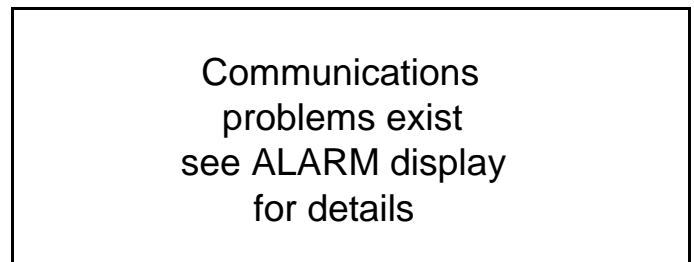 Communications
problems exist
see ALARM display
for details